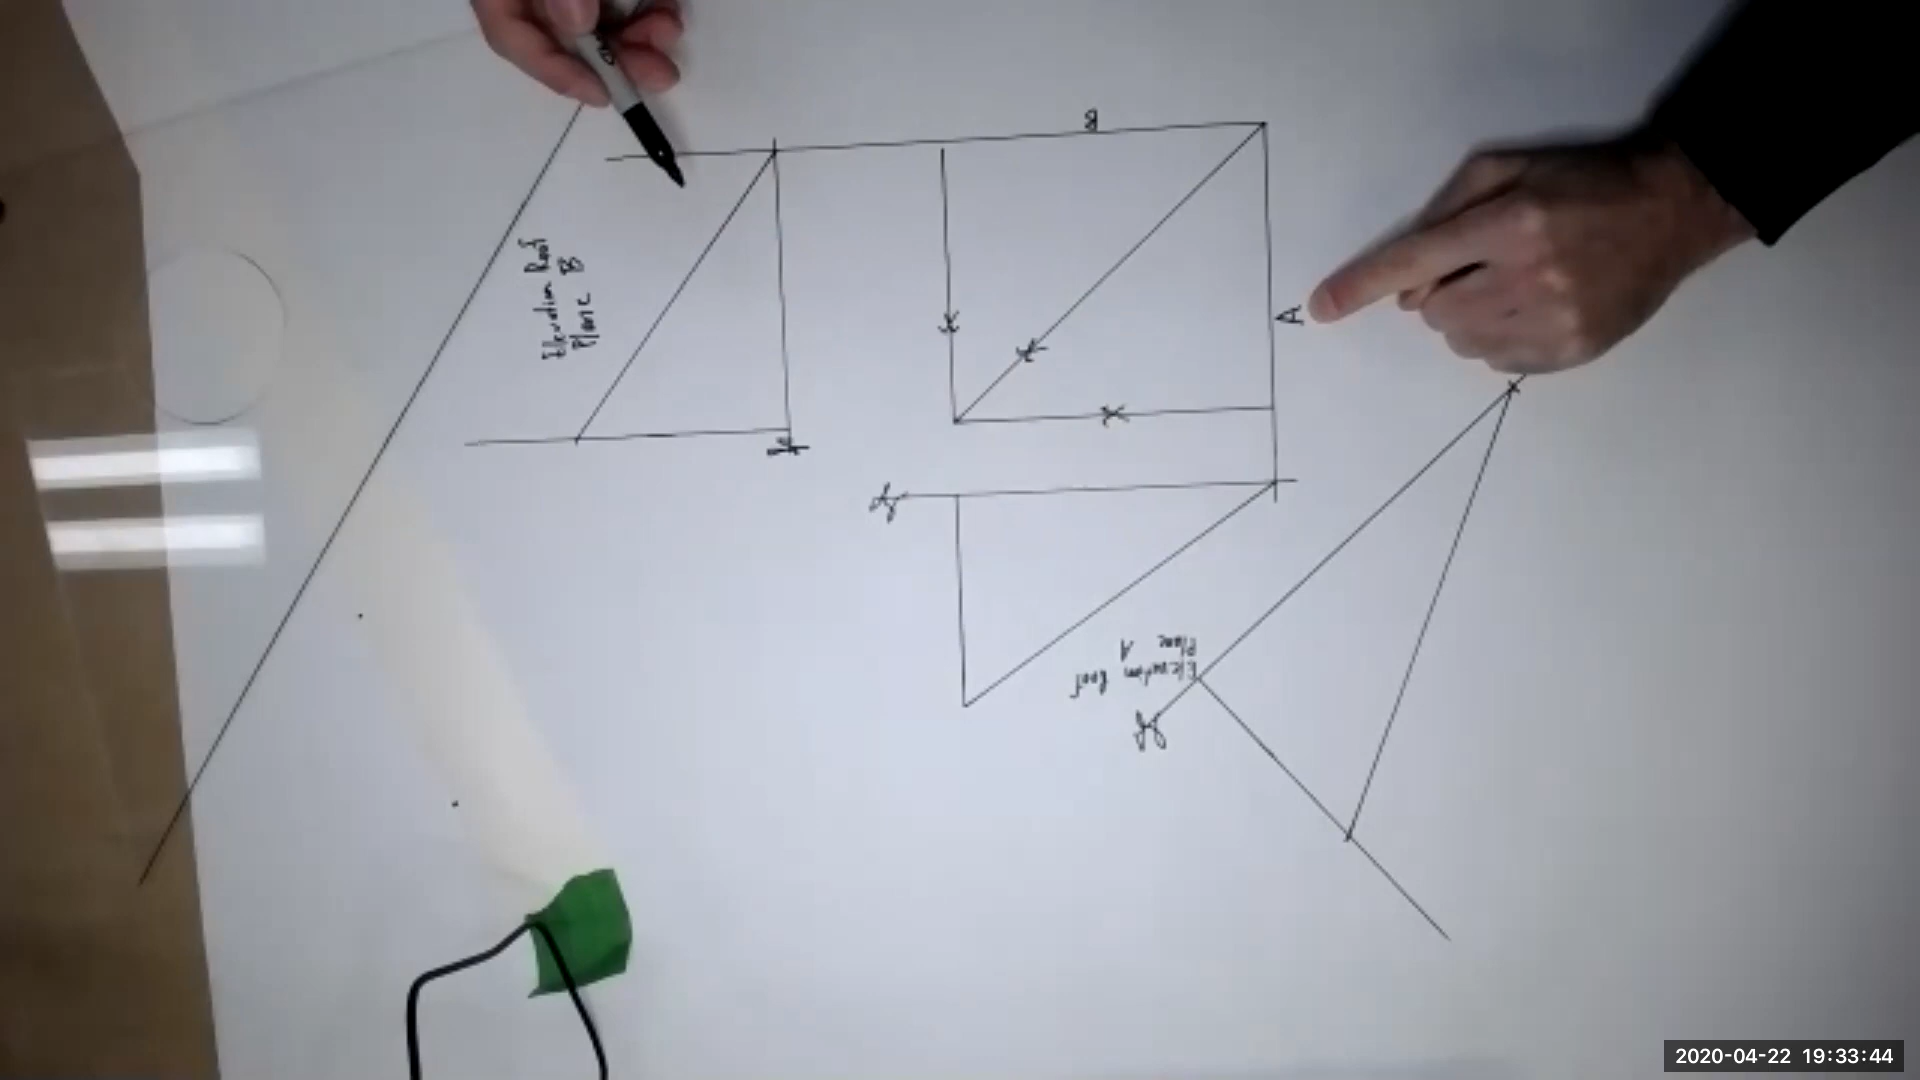 B
A
Elevation Roof
Plane B
Elevation Roof
Plane A
2020-04-22 19:33:44